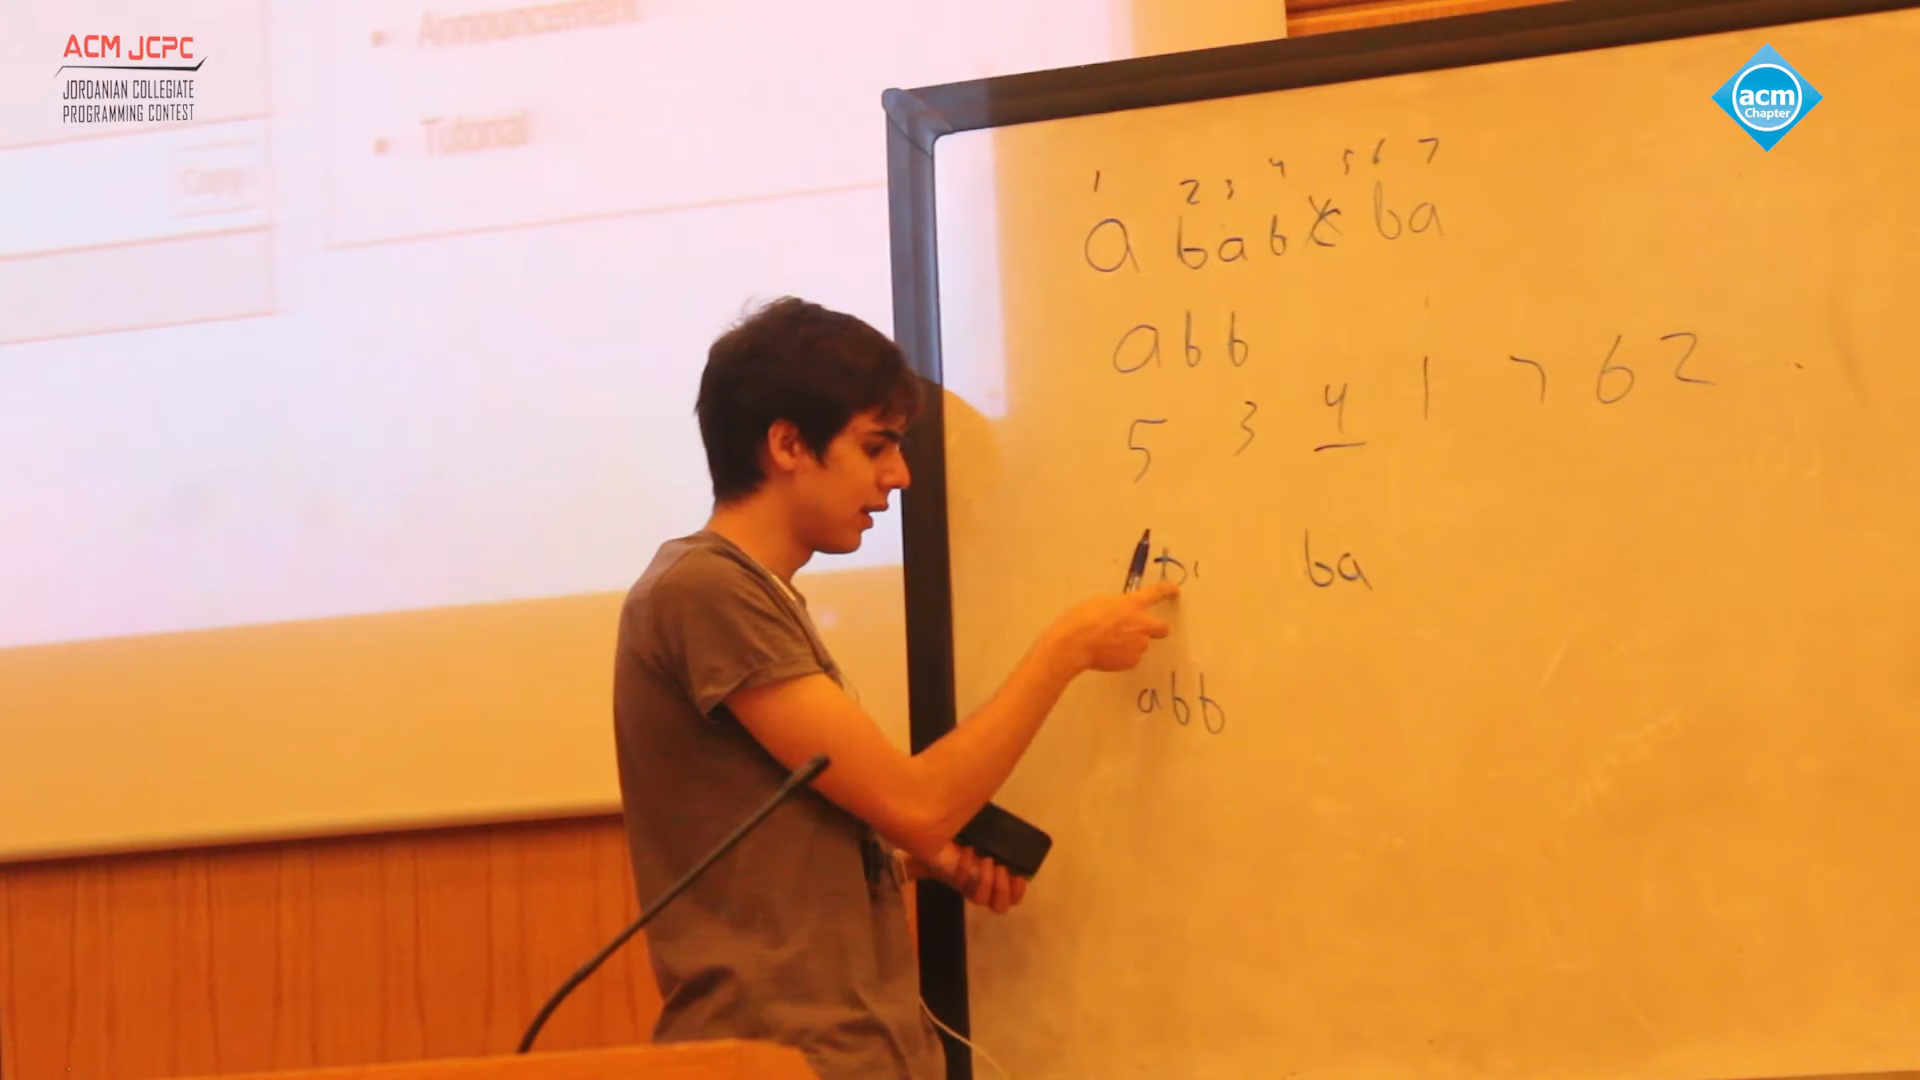 ACM JCPC
JORDANIAN COLLEGIATE
PROGRAMMING CONTEST
Announcement
Tutorial
Copy
acm
Chapter
1 2 3 4 5 6 7
a b a b c b a
a b b
5 3 4 1 7 6 2
ba
abb